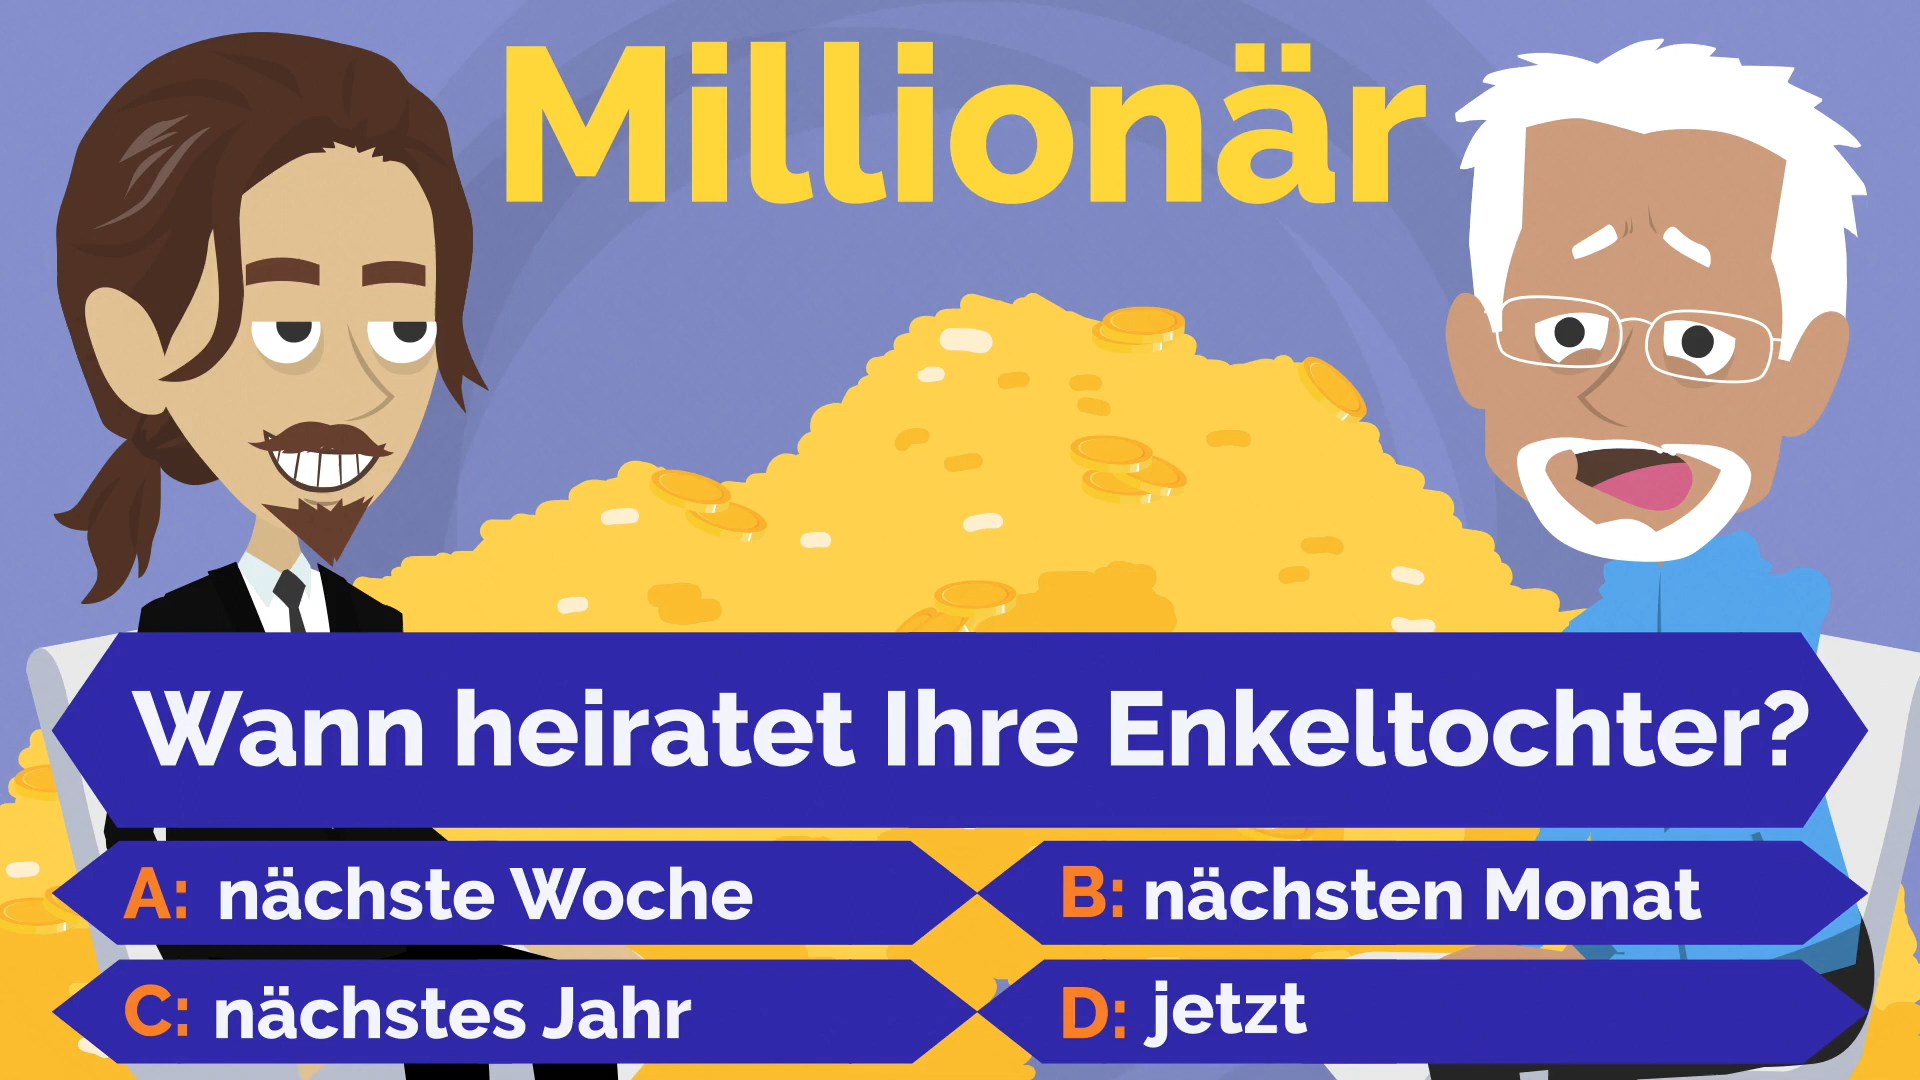 Millionär
Wann heiratet Ihre Enkeltochter?
A: nächste Woche
B: nächsten Monat
C: nächstes Jahr
D: jetzt